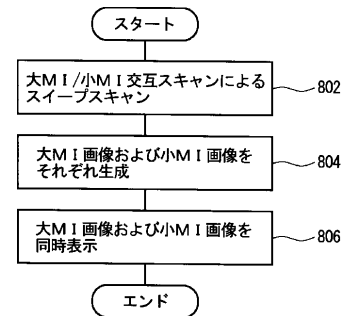 スタート
大MI/小MI交互スキャンによる
スイープスキャン
802
大MI画像および小MI画像を
それぞれ生成
804
大MI画像および小MI画像を
同時表示
806
エンド